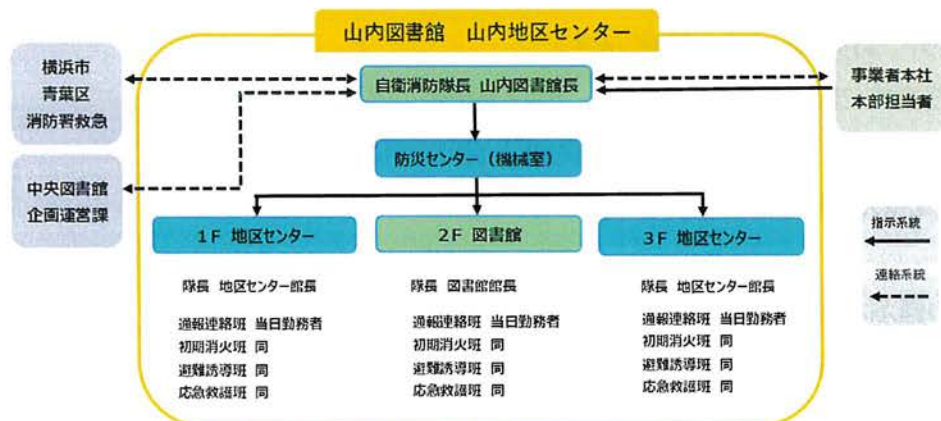 山内図書館　山内地区センター
横浜市
青葉区
消防署救急
自衛消防隊長 山内図書館長
事業者本社
本部担当者
防災センター（機械室）
中央図書館
企画運営課
1F 地区センター
2F 図書館
3F 地区センター
指示系統
連絡系統
隊長 地区センター館長
通報連絡班 当日勤務者
初期消火班 同
避難誘導班 同
応急救護班 同
隊長 図書館館長
通報連絡班 当日勤務者
初期消火班 同
避難誘導班 同
応急救護班 同
隊長 地区センター館長
通報連絡班 当日勤務者
初期消火班 同
避難誘導班 同
応急救護班 同